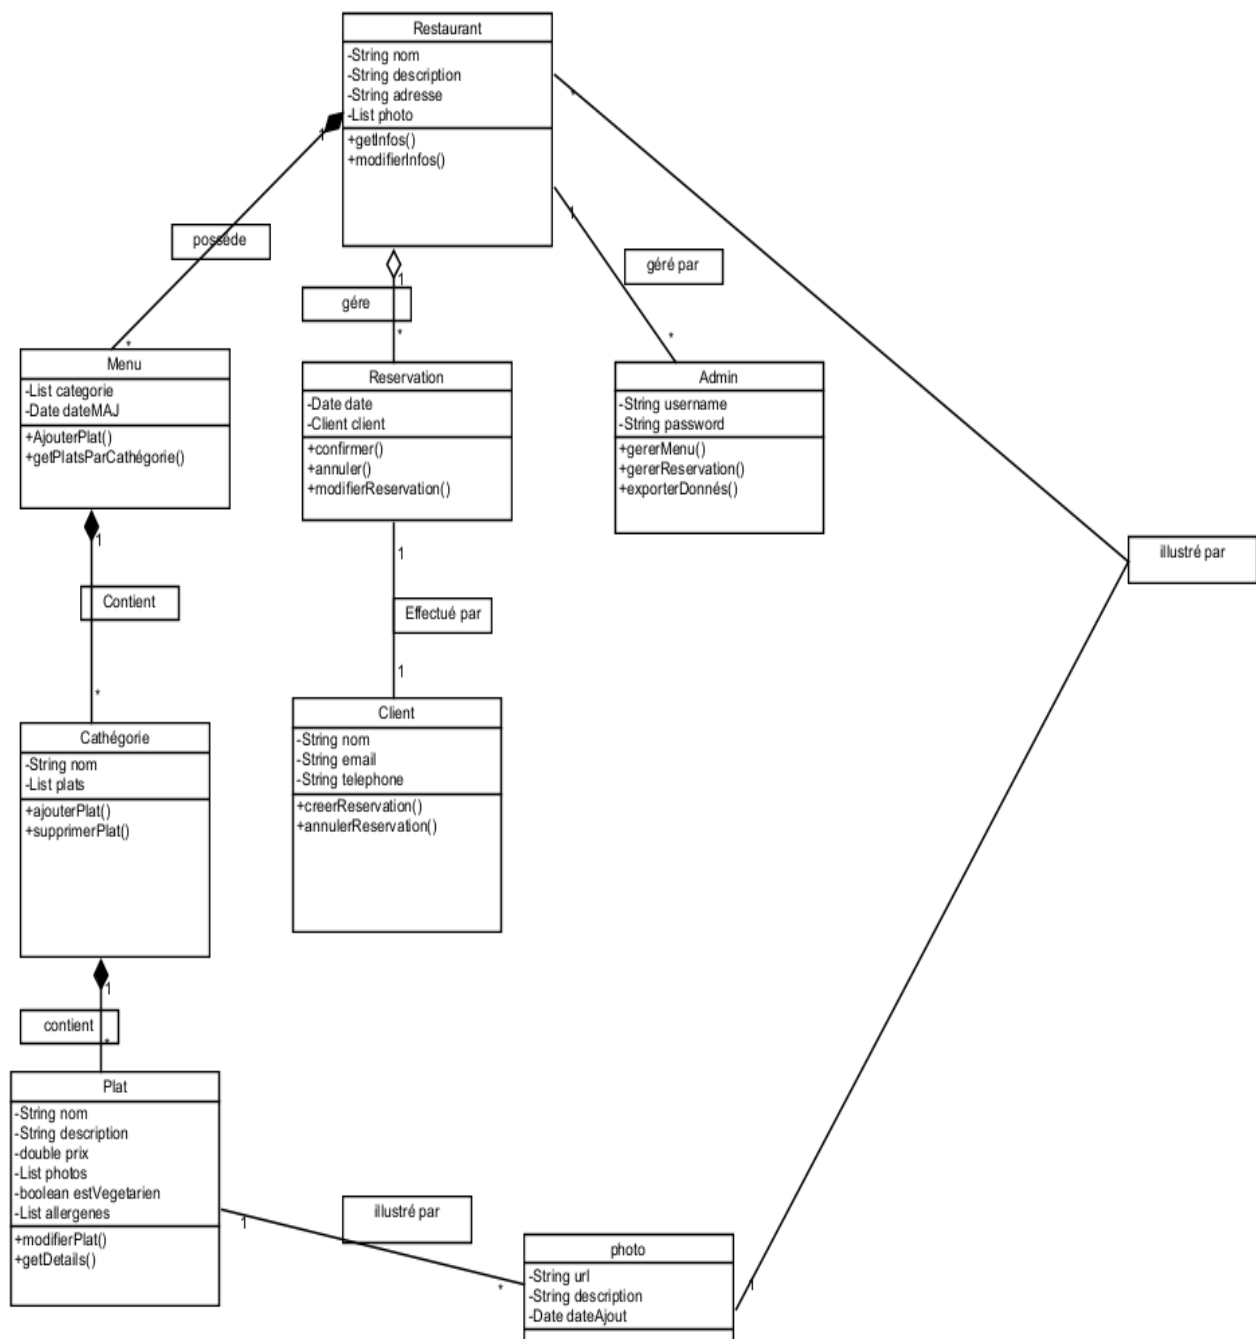 Restaurant
-String nom
-String description
-String adresse
-List photo
+getInfos()
+modifierInfos()
*
1
possede
géré par
1
1
gére
*
*
*
Menu
-List categorie
-Date dateMAJ
+AjouterPlat()
+getPlatsParCathégorie()
Reservation
-Date date
-Client client
+confirmer()
+annuler()
+modifierReservation()
Admin
-String username
-String password
+gererMenu()
+gererReservation()
+exporterDonnés()
1
Contient
*
1
Effectué par
1
illustré par
Cathégorie
-String nom
-List plats
+ajouterPlat()
+supprimerPlat()
Client
-String nom
-String email
-String telephone
+creerReservation()
+annulerReservation()
1
contient
*
Plat
-String nom
-String description
-double prix
-List photos
-boolean estVegetarien
-List allergenes
+modifierPlat()
+getDetails()
1
illustré par
*
photo
-String url
-String description
-Date dateAjout
1